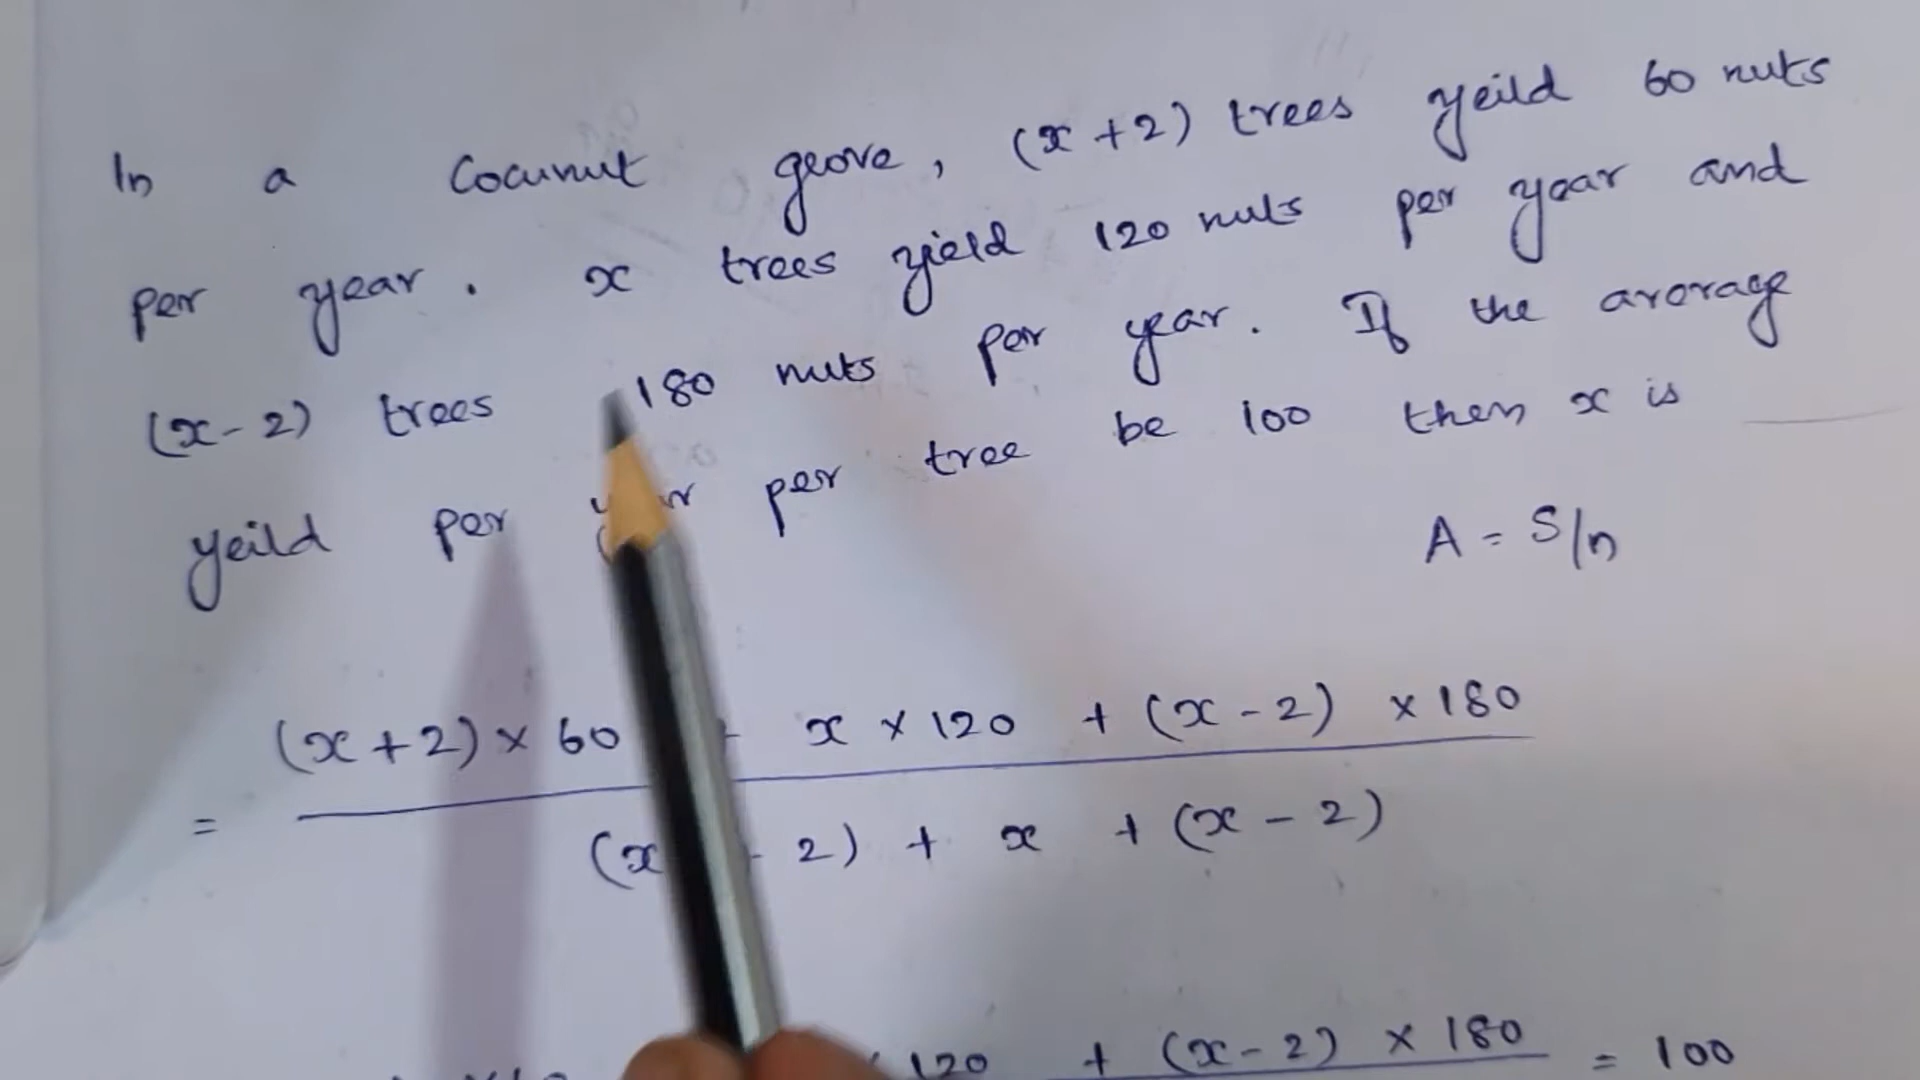 In a Cocunut grove, (x+2) trees yeild 60 nuts
per year. x trees yield 120 nuts per year and
(x-2) trees 180 nuts per year. If the average
yeild per per tree be 100 then x is
A = S/n
(x+2) × 60 + x × 120 + (x-2) × 180
=
(x 2) + x + (x - 2)
120 + (x-2) × 180 = 100